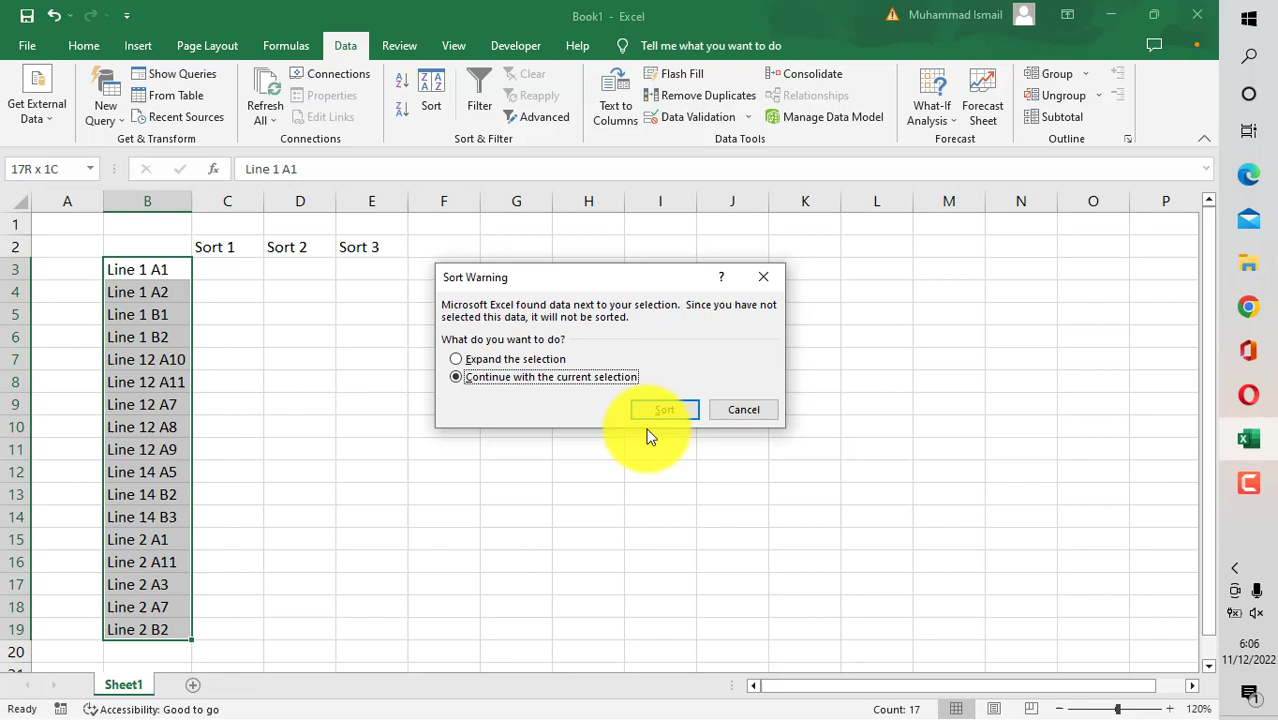 Book1 - Excel
Muhammad Ismail
File Home Insert Page Layout Formulas Data Review View Developer Help Tell me what you want to do
Get External Data
New Query
Show Queries
From Table
Recent Sources
Get & Transform
Refresh All
Connections
Properties
Edit Links
Connections
Sort
Filter
Clear
Reapply
Advanced
Sort & Filter
Text to Columns
Flash Fill
Remove Duplicates
Data Validation
Consolidate
Relationships
Manage Data Model
Data Tools
What-If Analysis
Forecast Sheet
Forecast
Group
Ungroup
Subtotal
Outline
17R x 1C
fx
Line 1 A1
A B C D E F G H I J K L M N O P
1
2 Sort 1 Sort 2 Sort 3
3 Line 1 A1
4 Line 1 A2
5 Line 1 B1
6 Line 1 B2
7 Line 12 A10
8 Line 12 A11
9 Line 12 A7
10 Line 12 A8
11 Line 12 A9
12 Line 14 A5
13 Line 14 B2
14 Line 14 B3
15 Line 2 A1
16 Line 2 A11
17 Line 2 A3
18 Line 2 A7
19 Line 2 B2
20
Sort Warning
?
Microsoft Excel found data next to your selection. Since you have not
selected this data, it will not be sorted.
What do you want to do?
Expand the selection
Continue with the current selection
Sort Cancel
Sheet1
Ready
Accessibility: Good to go
Count: 17
120%
6:06
11/12/2022
1